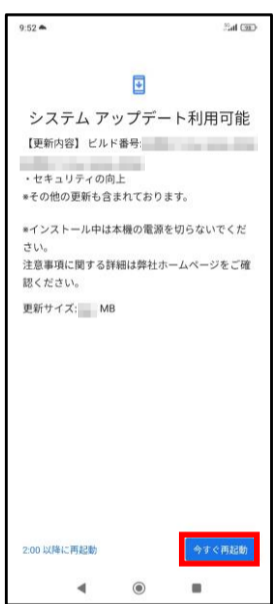 9:52
システム アップデート利用可能
【更新内容】 ビルド番号:
・セキュリティの向上
※その他の更新も含まれております。
※インストール中は本機の電源を切らないでくだ
さい。
注意事項に関する詳細は弊社ホームページをご確
認ください。
更新サイズ: MB
2:00 以降に再起動
今すぐ再起動